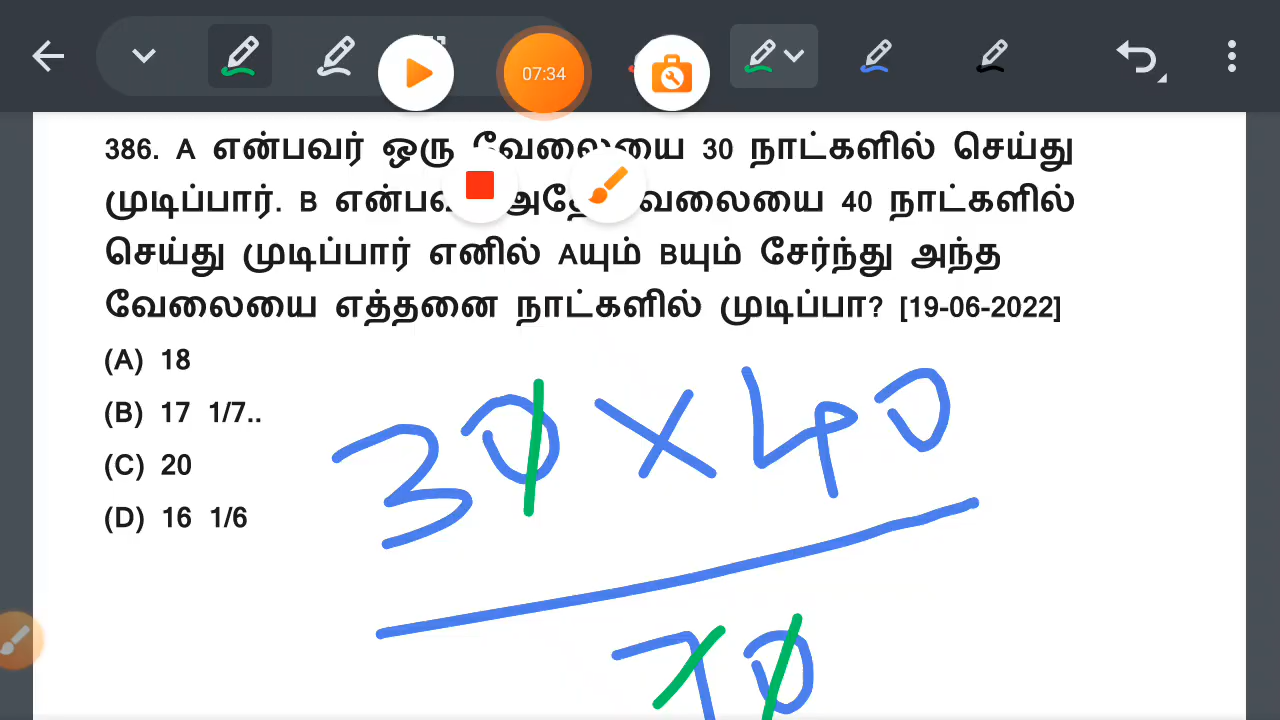 07:34
386. A என்பவர் ஒரு வேலையை 30 நாட்களில் செய்து
முடிப்பார். B அதே வேலையை 40 நாட்களில்
செய்து முடிப்பார் எனில் Aயும் Bயும் சேர்ந்து அந்த
வேலையை எத்தனை நாட்களில் முடிப்பா? [19-06-2022]
(A) 18
(B) 17 1/7..
(C) 20
(D) 16 1/6
30 × 40
70